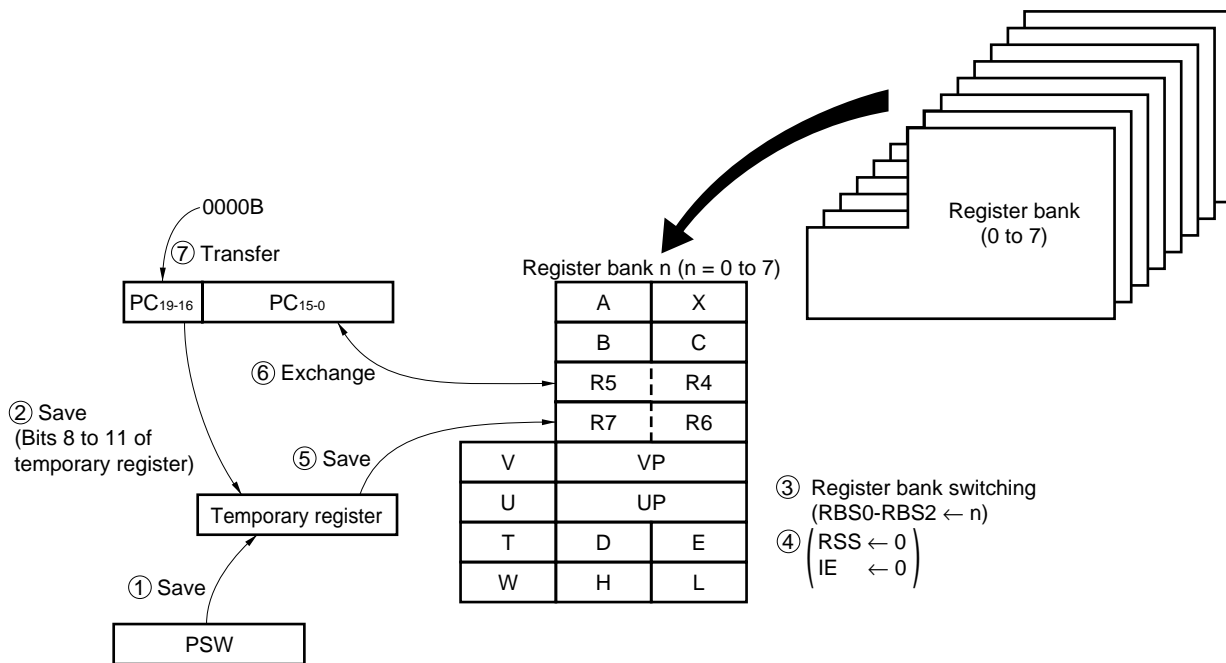 Register bank
(0 to 7)
0000B
⑦ Transfer
Register bank n (n = 0 to 7)
PC19-16 PC15-0
A X
B C
⑥ Exchange
R5 R4
R7 R6
② Save
(Bits 8 to 11 of
temporary register)
⑤ Save
V VP
U UP
T D E
W H L
Temporary register
③ Register bank switching
(RBS0-RBS2 ← n)
④ (RSS ← 0
IE ← 0)
① Save
PSW